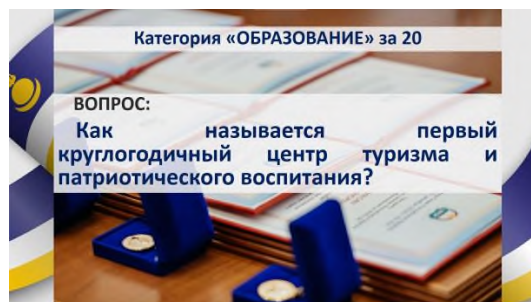 Категория «ОБРАЗОВАНИЕ» за 20
ВОПРОС:
Как называется первый
круглогодичный центр туризма и
патриотического воспитания?